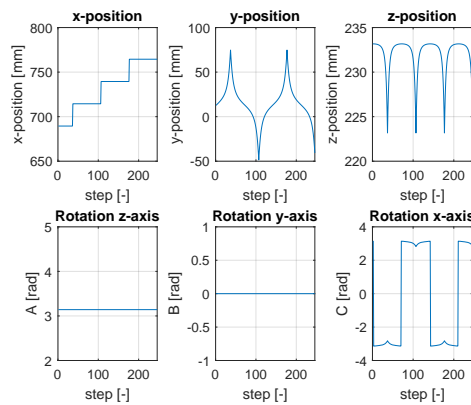 x-position
y-position
z-position
x-position [mm]
800
750
700
650
0 100 200
step [-]
y-position [mm]
100
50
0
-50
0 100 200
step [-]
z-position [mm]
235
230
225
220
0 100 200
step [-]
Rotation z-axis
Rotation y-axis
Rotation x-axis
A [rad]
5
4
3
2
0 100 200
step [-]
B [rad]
1
0.5
0
-0.5
-1
0 100 200
step [-]
C [rad]
4
2
0
-2
-4
0 100 200
step [-]